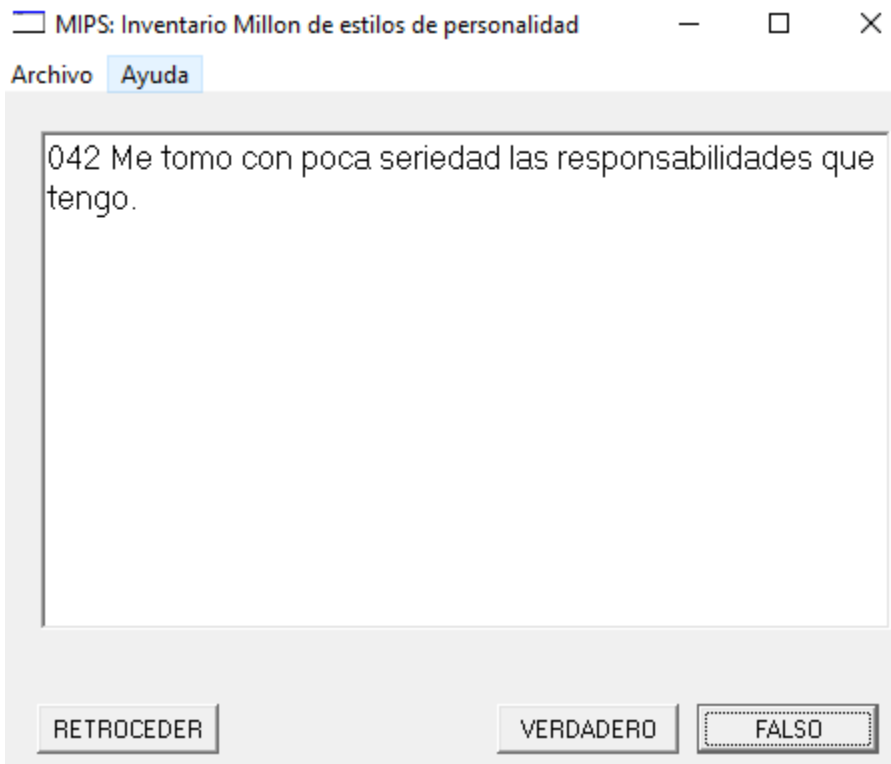 MIPS: Inventario Millon de estilos de personalidad
Archivo Ayuda
042 Me tomo con poca seriedad las responsabilidades que
tengo.
RETROCEDER VERDADERO FALSO